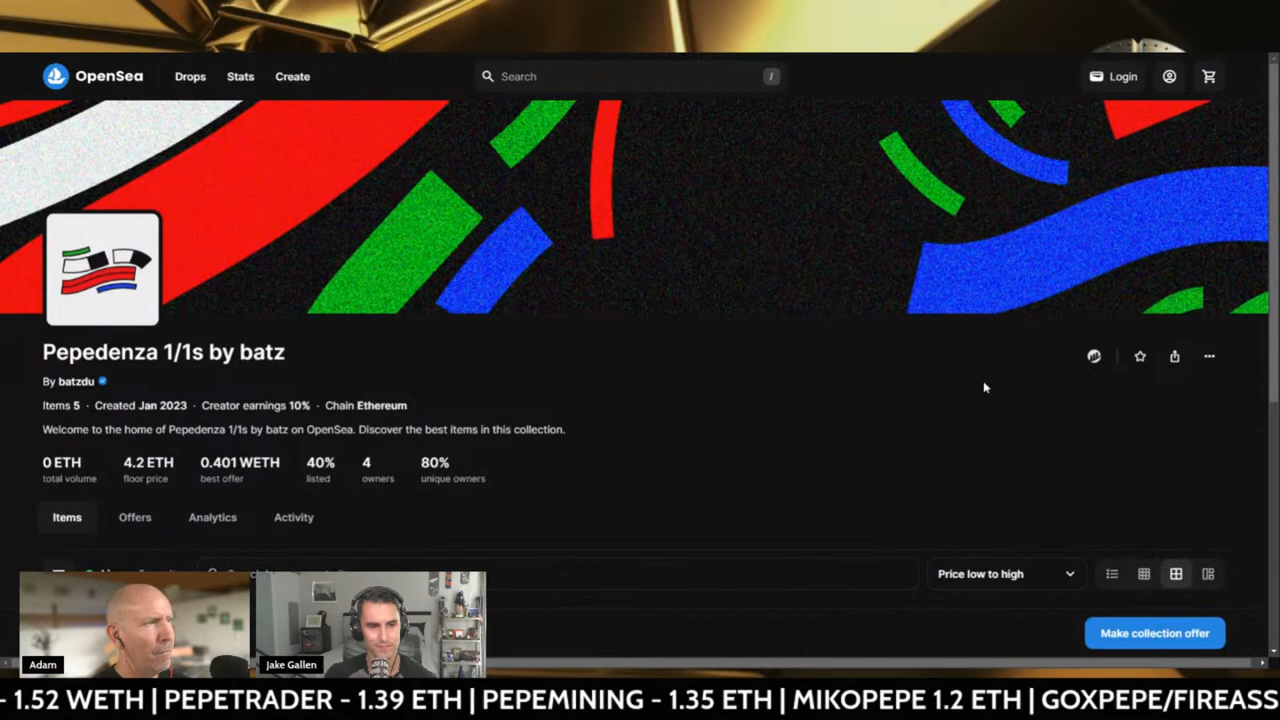 OpenSea
Drops Stats Create
Search /
Login
Pepedenza 1/1s by batz
By batzdu
Items 5 · Created Jan 2023 · Creator earnings 10% · Chain Ethereum
Welcome to the home of Pepedenza 1/1s by batz on OpenSea. Discover the best items in this collection.
0 ETH 4.2 ETH 0.401 WETH 40% 4 80%
total volume floor price best offer listed owners unique owners
Items Offers Analytics Activity
Price low to high
Make collection offer
Adam
Jake Gallen
- 1.52 WETH | PEPETRADER - 1.39 ETH | PEPEMINING - 1.35 ETH | MIKOPEPE 1.2 ETH | GOXPEPE/FIREASS